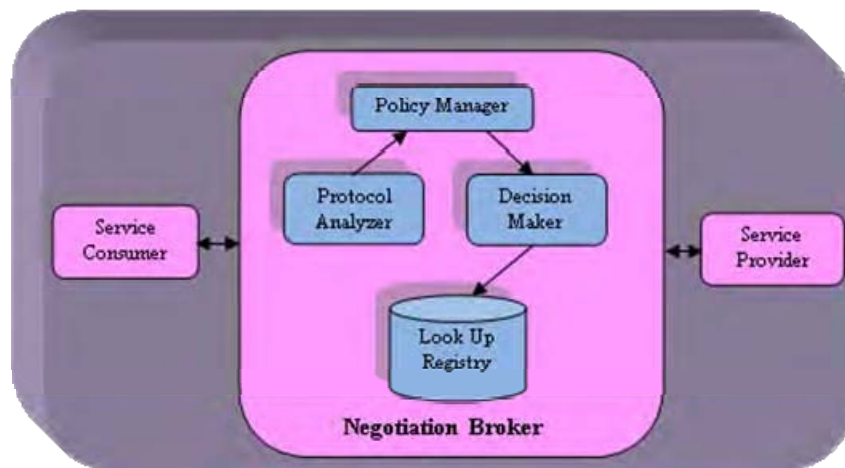 Policy Manager
Protocol
Analyzer
Decision
Maker
Service
Consumer
Service
Provider
Look Up
Registry
Negotiation Broker